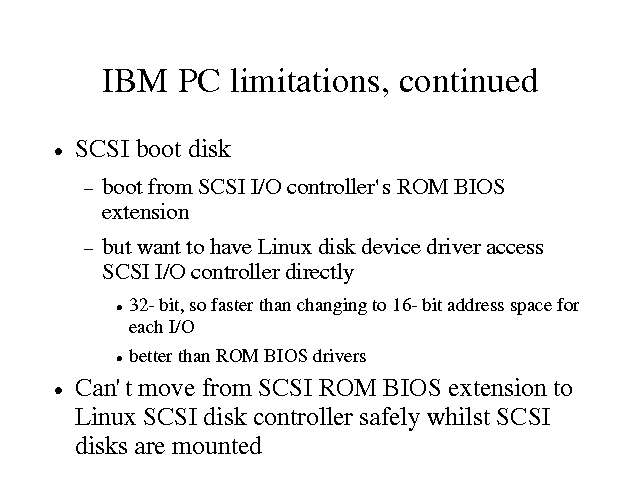 IBM PC limitations, continued
• SCSI boot disk
– boot from SCSI I/O controller's ROM BIOS
extension
– but want to have Linux disk device driver access
SCSI I/O controller directly
• 32- bit, so faster than changing to 16- bit address space for
each I/O
• better than ROM BIOS drivers
• Can't move from SCSI ROM BIOS extension to
Linux SCSI disk controller safely whilst SCSI
disks are mounted